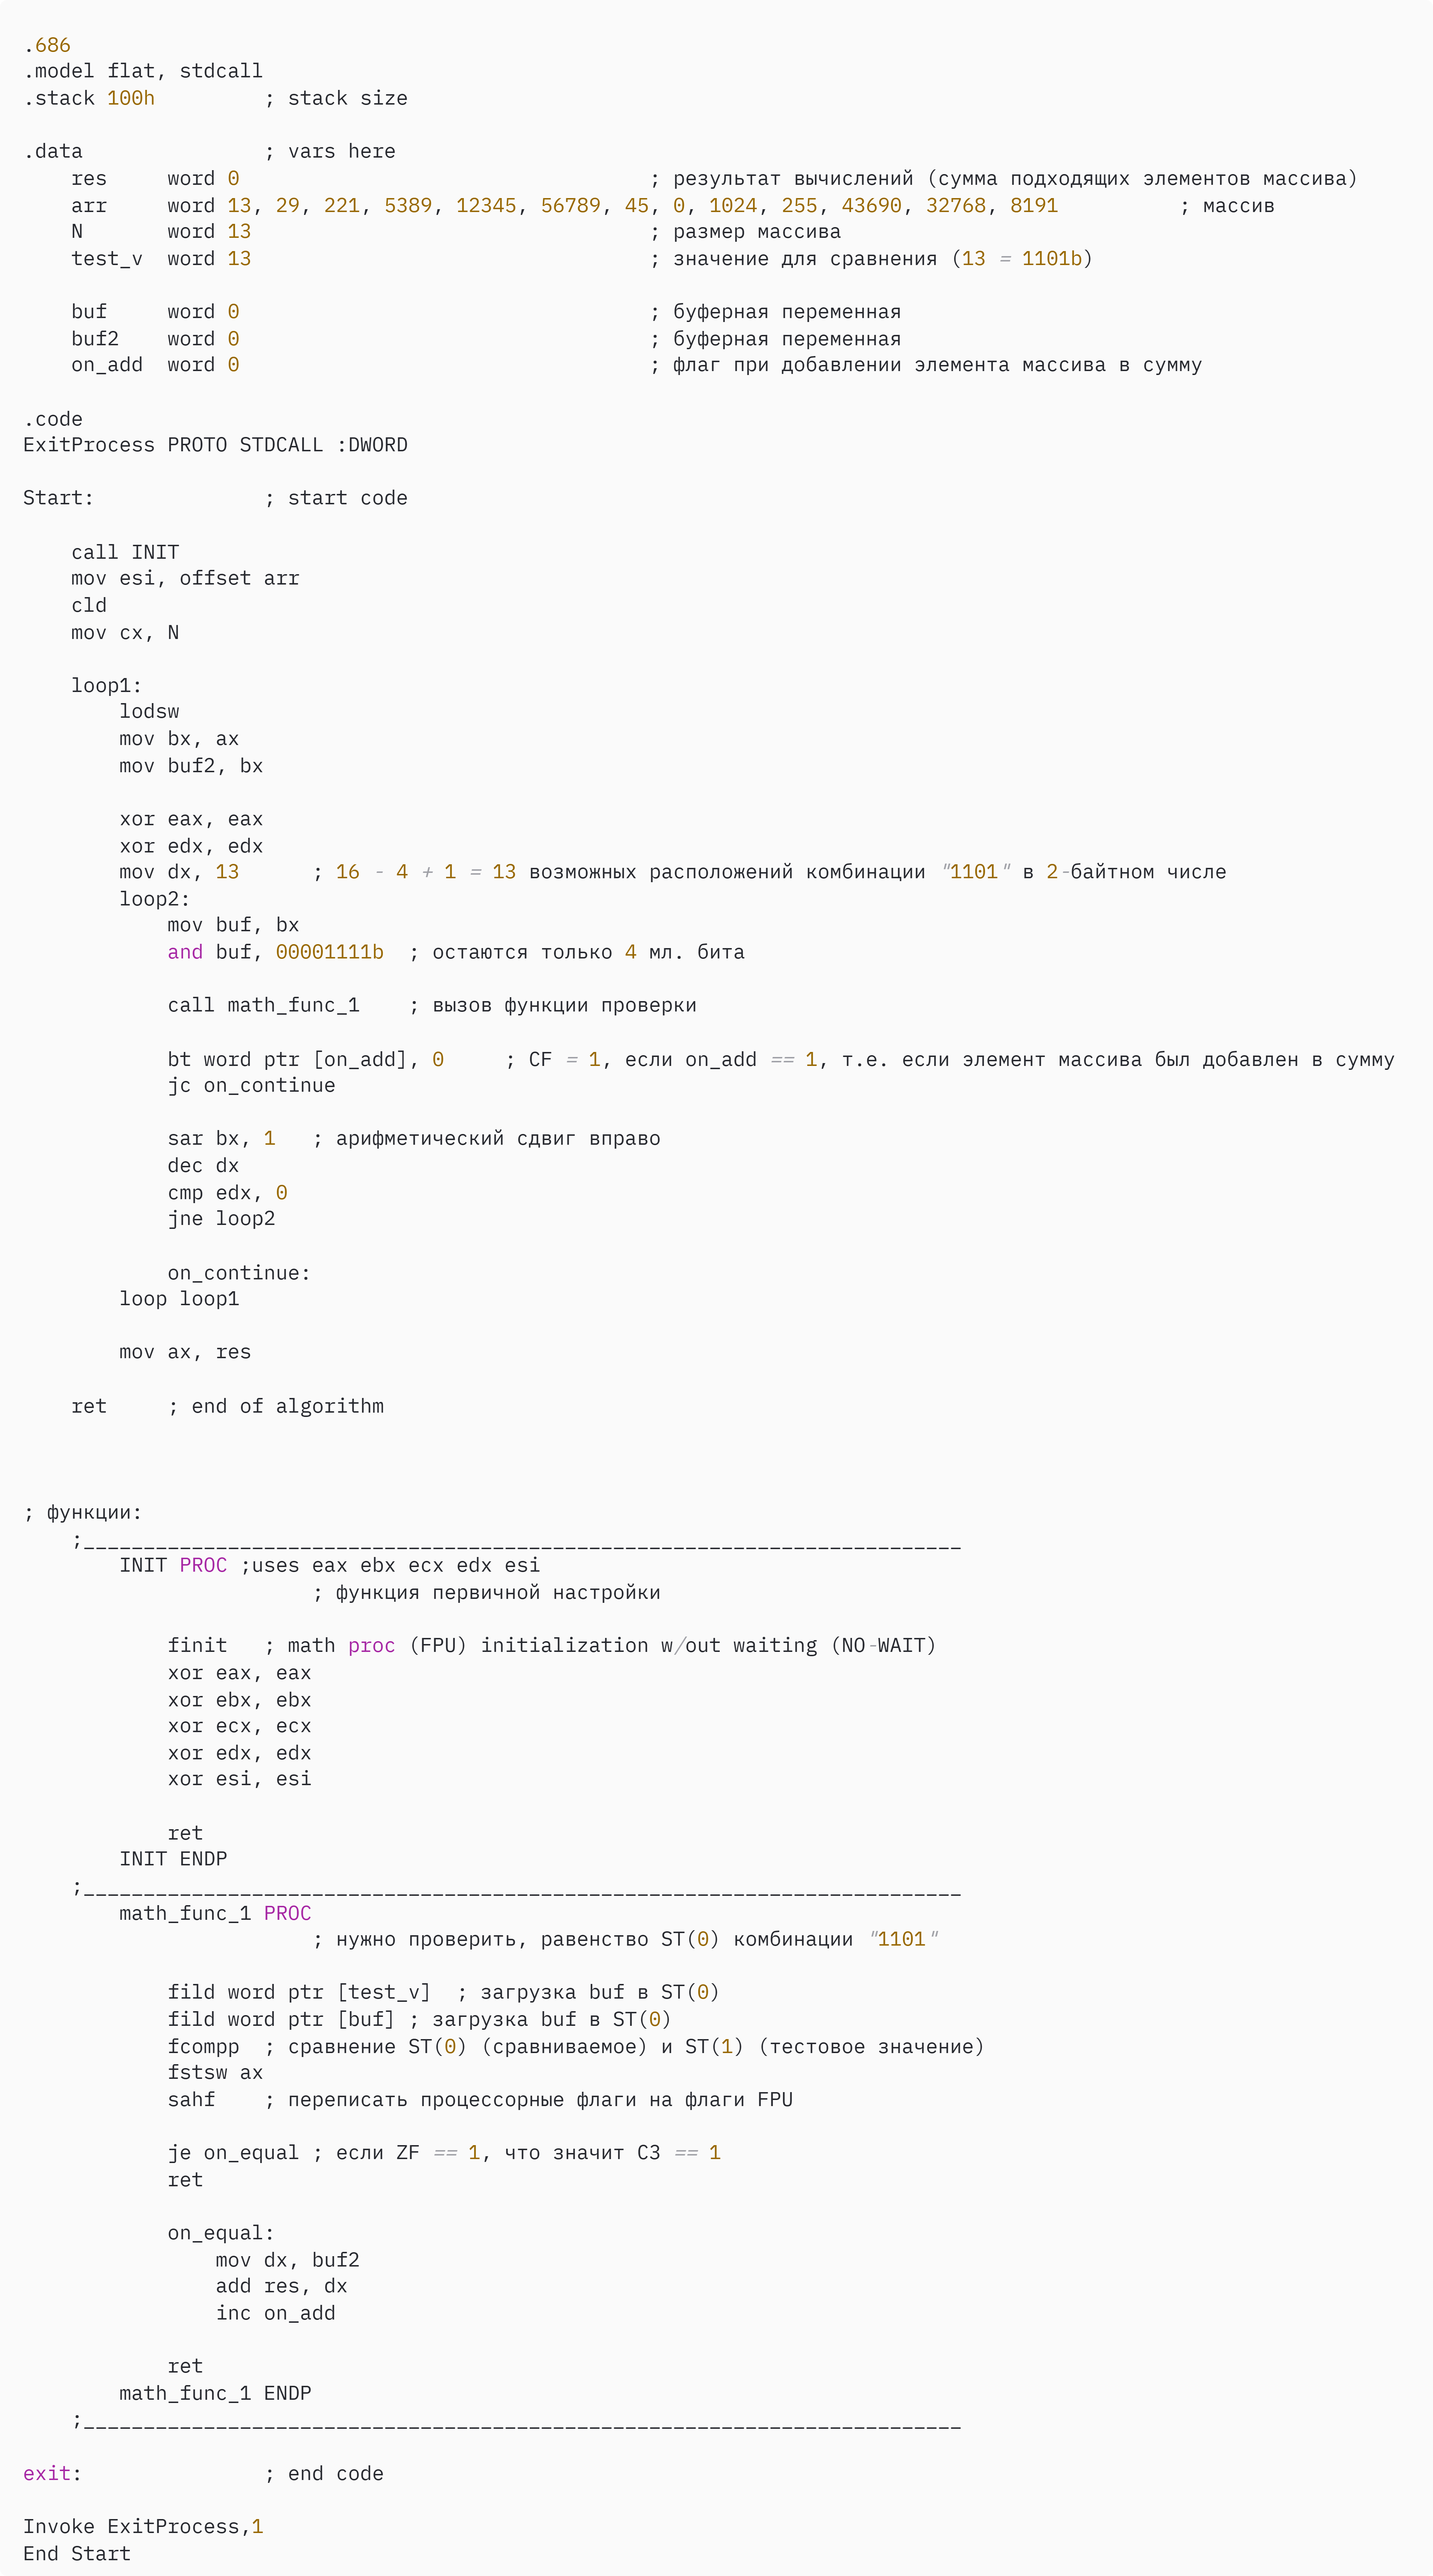 .686
.model flat, stdcall
.stack 100h         ; stack size
.data               ; vars here
    res     word 0                                  ; результат вычислений (сумма подходящих элементов массива)
    arr     word 13, 29, 221, 5389, 12345, 56789, 45, 0, 1024, 255, 43690, 32768, 8191          ; массив
    N       word 13                                 ; размер массива
    test_v  word 13                                 ; значение для сравнения (13 = 1101b)
    buf     word 0                                  ; буферная переменная
    buf2    word 0                                  ; буферная переменная
    on_add  word 0                                  ; флаг при добавлении элемента массива в сумму
.code
ExitProcess PROTO STDCALL :DWORD
Start:              ; start code
    call INIT
    mov esi, offset arr
    cld
    mov cx, N
    loop1:
        lodsw
        mov bx, ax
        mov buf2, bx
        xor eax, eax
        xor edx, edx
        mov dx, 13      ; 16 - 4 + 1 = 13 возможных расположений комбинации "1101" в 2-байтном числе
        loop2:
            mov buf, bx
            and buf, 00001111b  ; остаются только 4 мл. бита
            call math_func_1    ; вызов функции проверки
            bt word ptr [on_add], 0     ; CF = 1, если on_add == 1, т.е. если элемент массива был добавлен в сумму
            jc on_continue
            sar bx, 1   ; арифметический сдвиг вправо
            dec dx
            cmp edx, 0
            jne loop2
            on_continue:
        loop loop1
        mov ax, res
    ret     ; end of algorithm
; функции:
    ;_________________________________________________________________________
        INIT PROC ;uses eax ebx ecx edx esi
                        ; функция первичной настройки
            finit   ; math proc (FPU) initialization w/out waiting (NO-WAIT)
            xor eax, eax
            xor ebx, ebx
            xor ecx, ecx
            xor edx, edx
            xor esi, esi
            ret
        INIT ENDP
    ;_________________________________________________________________________
        math_func_1 PROC
                        ; нужно проверить, равенство ST(0) комбинации "1101"
            fild word ptr [test_v]  ; загрузка buf в ST(0)
            fild word ptr [buf] ; загрузка buf в ST(0)
            fcompp  ; сравнение ST(0) (сравниваемое) и ST(1) (тестовое значение)
            fstsw ax
            sahf    ; переписать процессорные флаги на флаги FPU
            je on_equal ; если ZF == 1, что значит C3 == 1
            ret
            on_equal:
                mov dx, buf2
                add res, dx
                inc on_add
            ret
        math_func_1 ENDP
    ;_________________________________________________________________________
exit:               ; end code
Invoke ExitProcess,1
End Start